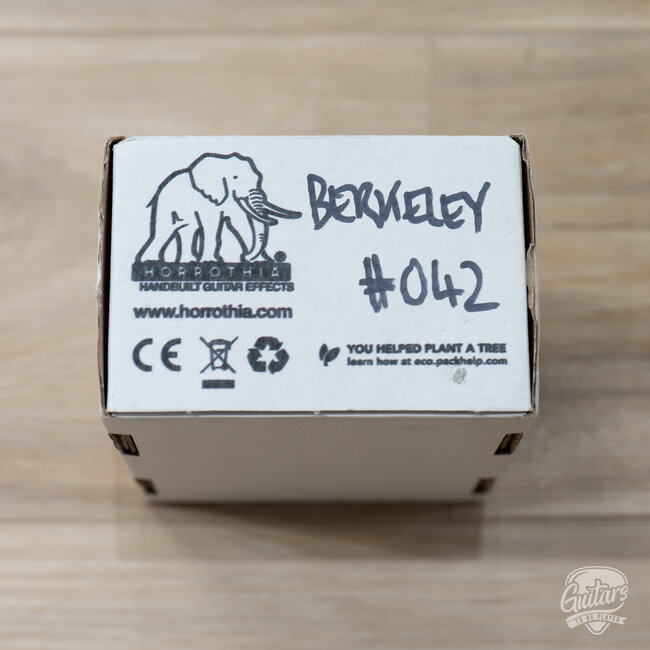 BERKELEY
#042
HORROTHIA®
HANDBUILT GUITAR EFFECTS
www.horrothia.com
CE
YOU HELPED PLANT A TREE
learn how at eco.packhelp.com
Guitars
TO BE PLAYED